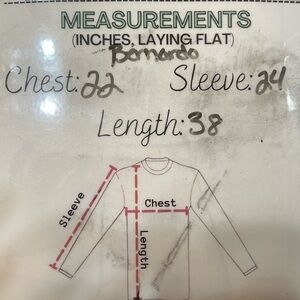 MEASUREMENTS
(INCHES, LAYING FLAT)
Bernardo
Chest: 22 Sleeve: 24
Length: 38
Sleeve
Chest
Length